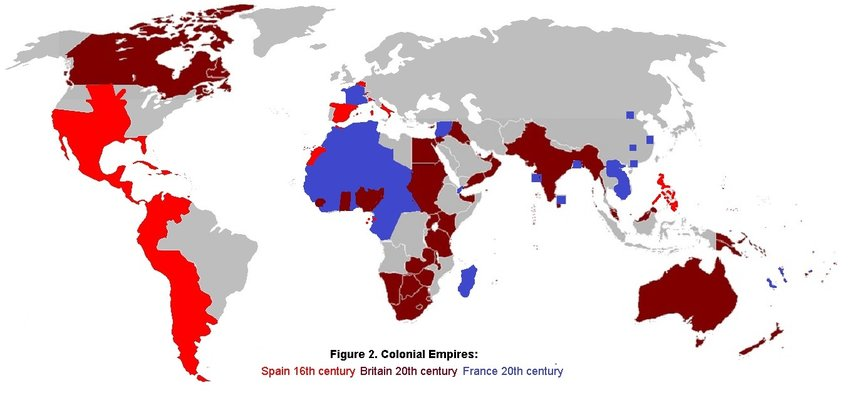 Figure 2. Colonial Empires:
Spain 16th century Britain 20th century France 20th century